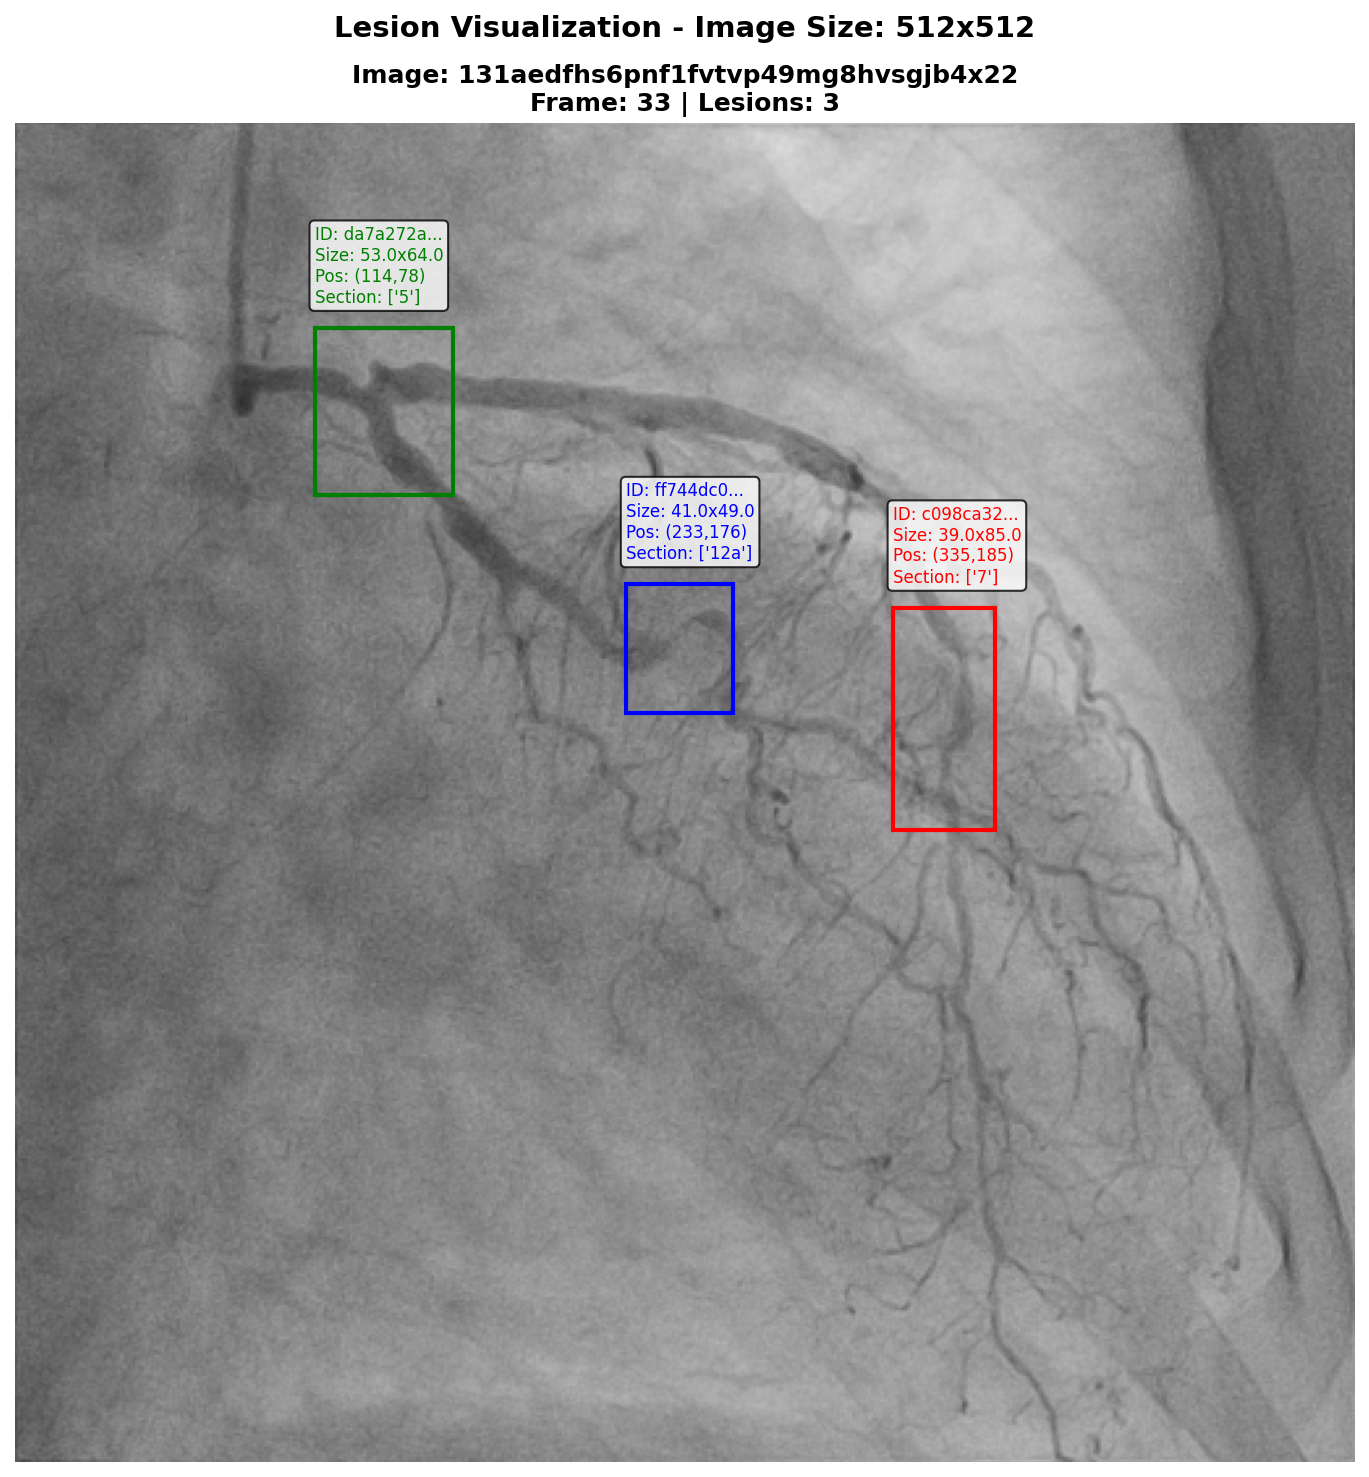 Lesion Visualization - Image Size: 512x512
Image: 131aedfhs6pnf1fvtvp49mg8hvsgjb4x22
Frame: 33 | Lesions: 3
ID: da7a272a...
Size: 53.0x64.0
Pos: (114,78)
Section: ['5']
ID: ff744dc0...
Size: 41.0x49.0
Pos: (233,176)
Section: ['12a']
ID: c098ca32...
Size: 39.0x85.0
Pos: (335,185)
Section: ['7']